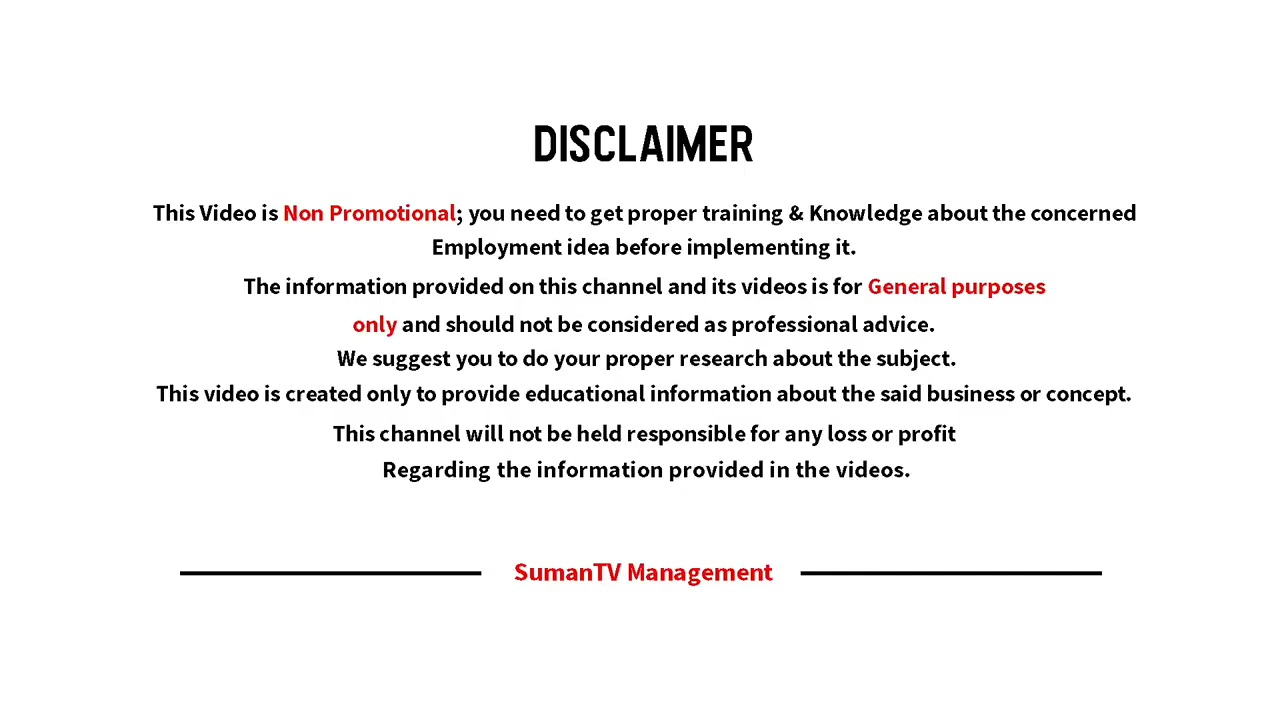 DISCLAIMER
This Video is Non Promotional; you need to get proper training & Knowledge about the concerned
Employment idea before implementing it.
The information provided on this channel and its videos is for General purposes
only and should not be considered as professional advice.
We suggest you to do your proper research about the subject.
This video is created only to provide educational information about the said business or concept.
This channel will not be held responsible for any loss or profit
Regarding the information provided in the videos.
SumanTV Management